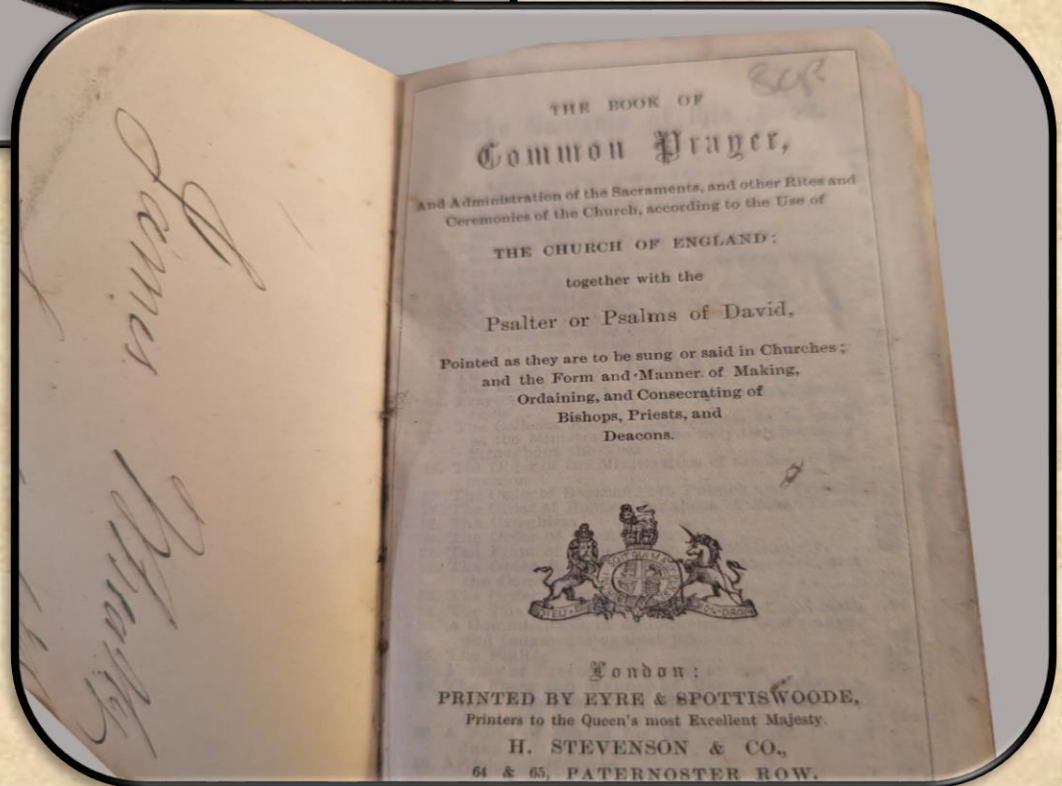 James
THE BOOK OF
Common Prayer,
and Administration of the Sacraments, and other Rites and
Ceremonies of the Church, according to the Use of
THE CHURCH OF ENGLAND:
together with the
Psalter or Psalms of David,
Pointed as they are to be sung or said in Churches;
and the Form and Manner of Making,
Ordaining, and Consecrating of
Bishops, Priests, and
Deacons.
London:
PRINTED BY EYRE & SPOTTISWOODE,
Printers to the Queen's most Excellent Majesty.
H. STEVENSON & CO.,
64 & 65, PATERNOSTER ROW.